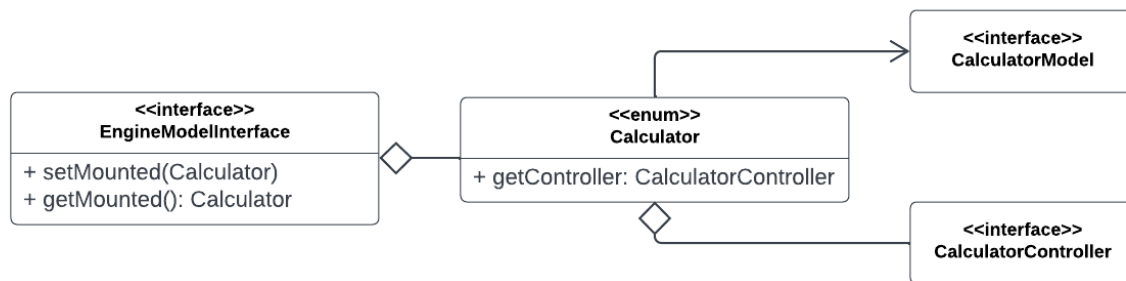 <<interface>>
CalculatorModel
<<interface>>
EngineModelInterface
+ setMounted(Calculator)
+ getMounted(): Calculator
<<enum>>
Calculator
+ getController: CalculatorController
<<interface>>
CalculatorController